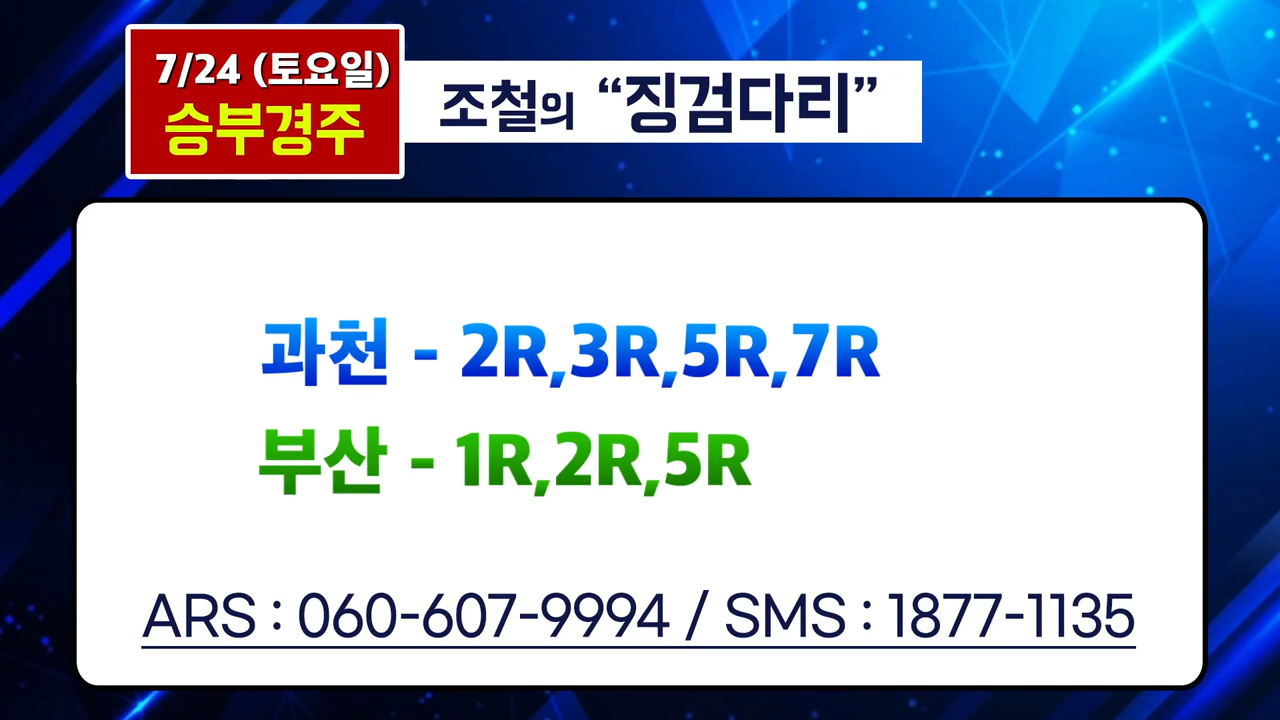 7/24 (토요일)
승부경주
조철의 “징검다리”
과천 - 2R,3R,5R,7R
부산 - 1R,2R,5R
ARS : 060-607-9994 / SMS : 1877-1135